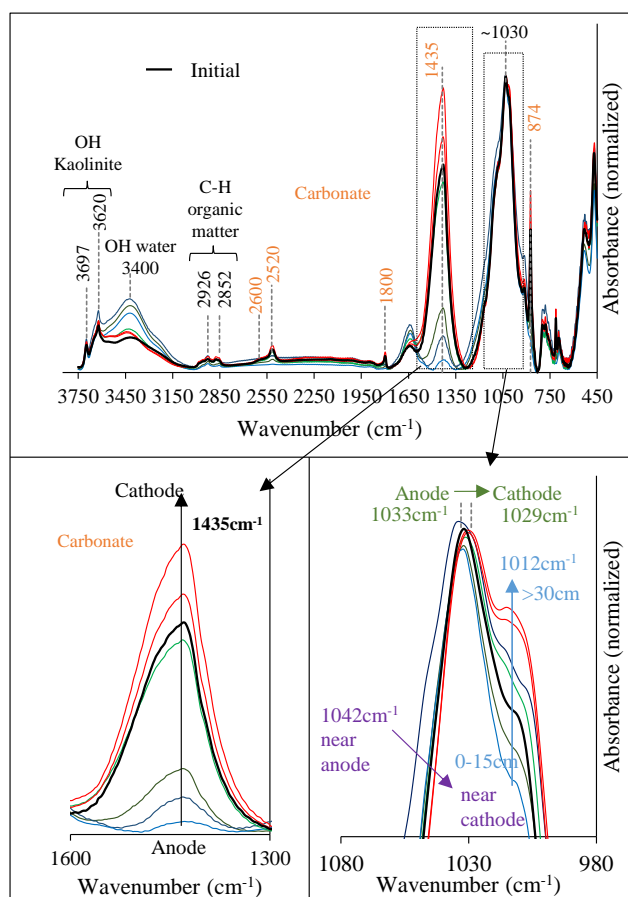 ~1030
1435
874
Initial
OH
Kaolinite
3697
3620
OH water
3400
C-H
organic
matter
2926
2852
Carbonate
2600
2520
1800
Absorbance (normalized)
3750 3450 3150 2850 2550 2250 1950 1650 1350 1050 750 450
Wavenumber (cm-1)
Cathode
1435cm-1
Carbonate
Anode
1600 1300
Wavenumber (cm-1)
Anode Cathode
1033cm-1 1029cm-1
1012cm-1
>30cm
1042cm-1
near
anode
0-15cm
near
cathode
Absorbance (normalized)
1080 1030 980
Wavenumber (cm-1)